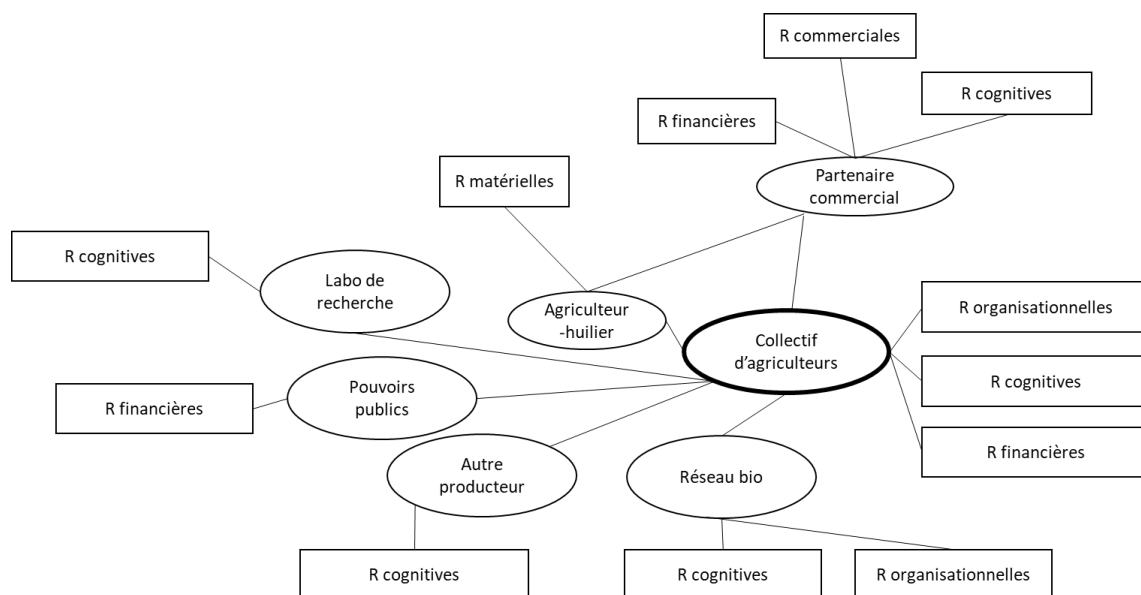 R commerciales
R cognitives
R financières
Partenaire
commercial
R matérielles
R cognitives
Labo de
recherche
Agriculteur
-huilier
R organisationnelles
Collectif
d’agriculteurs
R cognitives
Pouvoirs
publics
R financières
R financières
Autre
producteur
Réseau bio
R cognitives
R cognitives
R organisationnelles